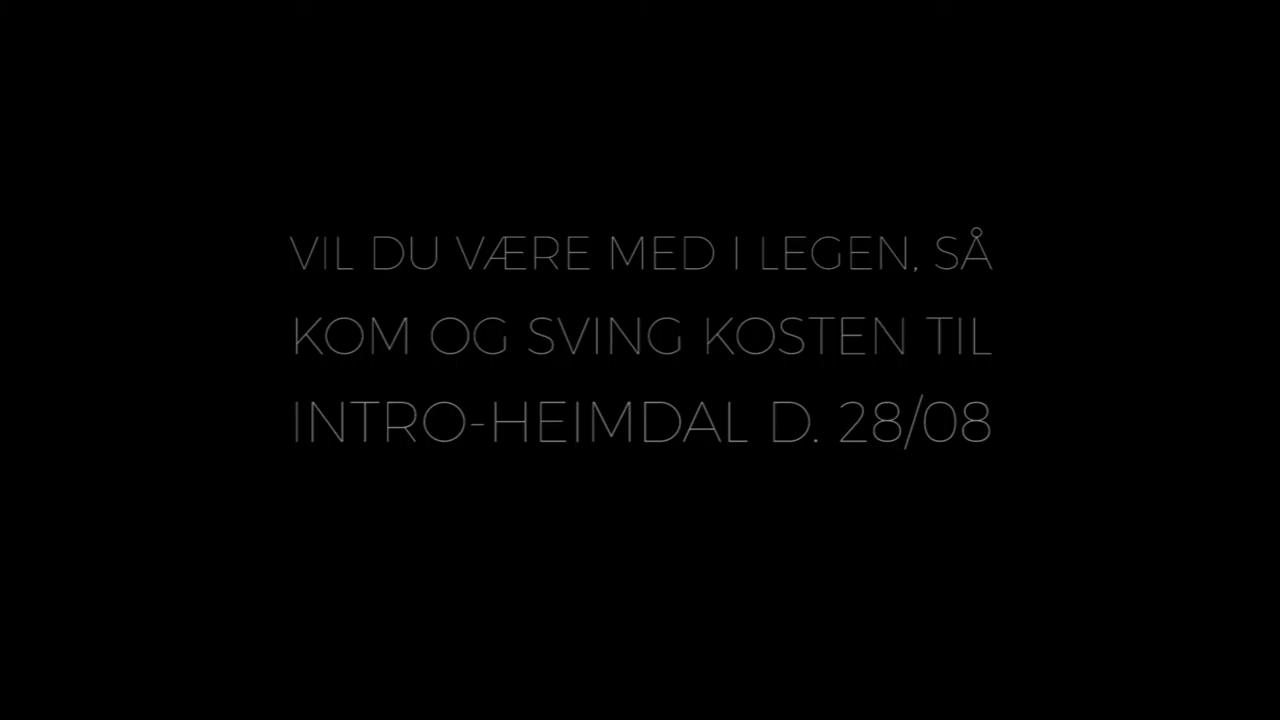 VIL DU VÆRE MED I LEGEN, SÅ
KOM OG SVING KOSTEN TIL
INTRO-HEIMDAL D. 28/08